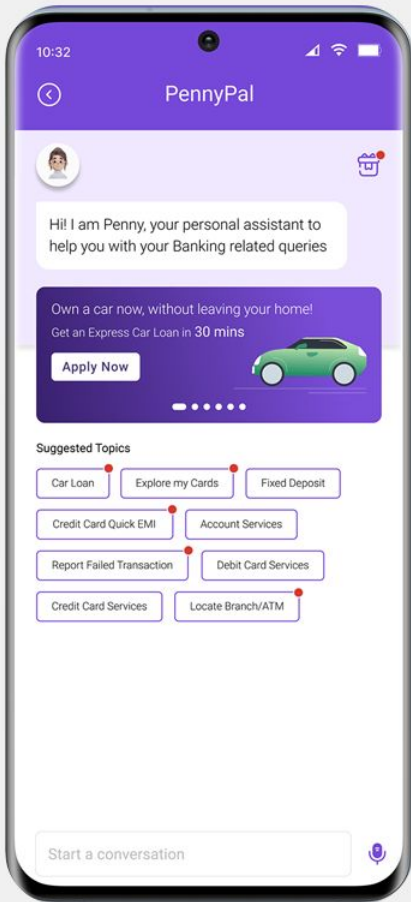 10:32
PennyPal
Hi! I am Penny, your personal assistant to
help you with your Banking related queries
Own a car now, without leaving your home!
Get an Express Car Loan in 30 mins
Apply Now
Suggested Topics
Car Loan
Explore my Cards
Fixed Deposit
Credit Card Quick EMI
Account Services
Report Failed Transaction
Debit Card Services
Credit Card Services
Locate Branch/ATM
Start a conversation